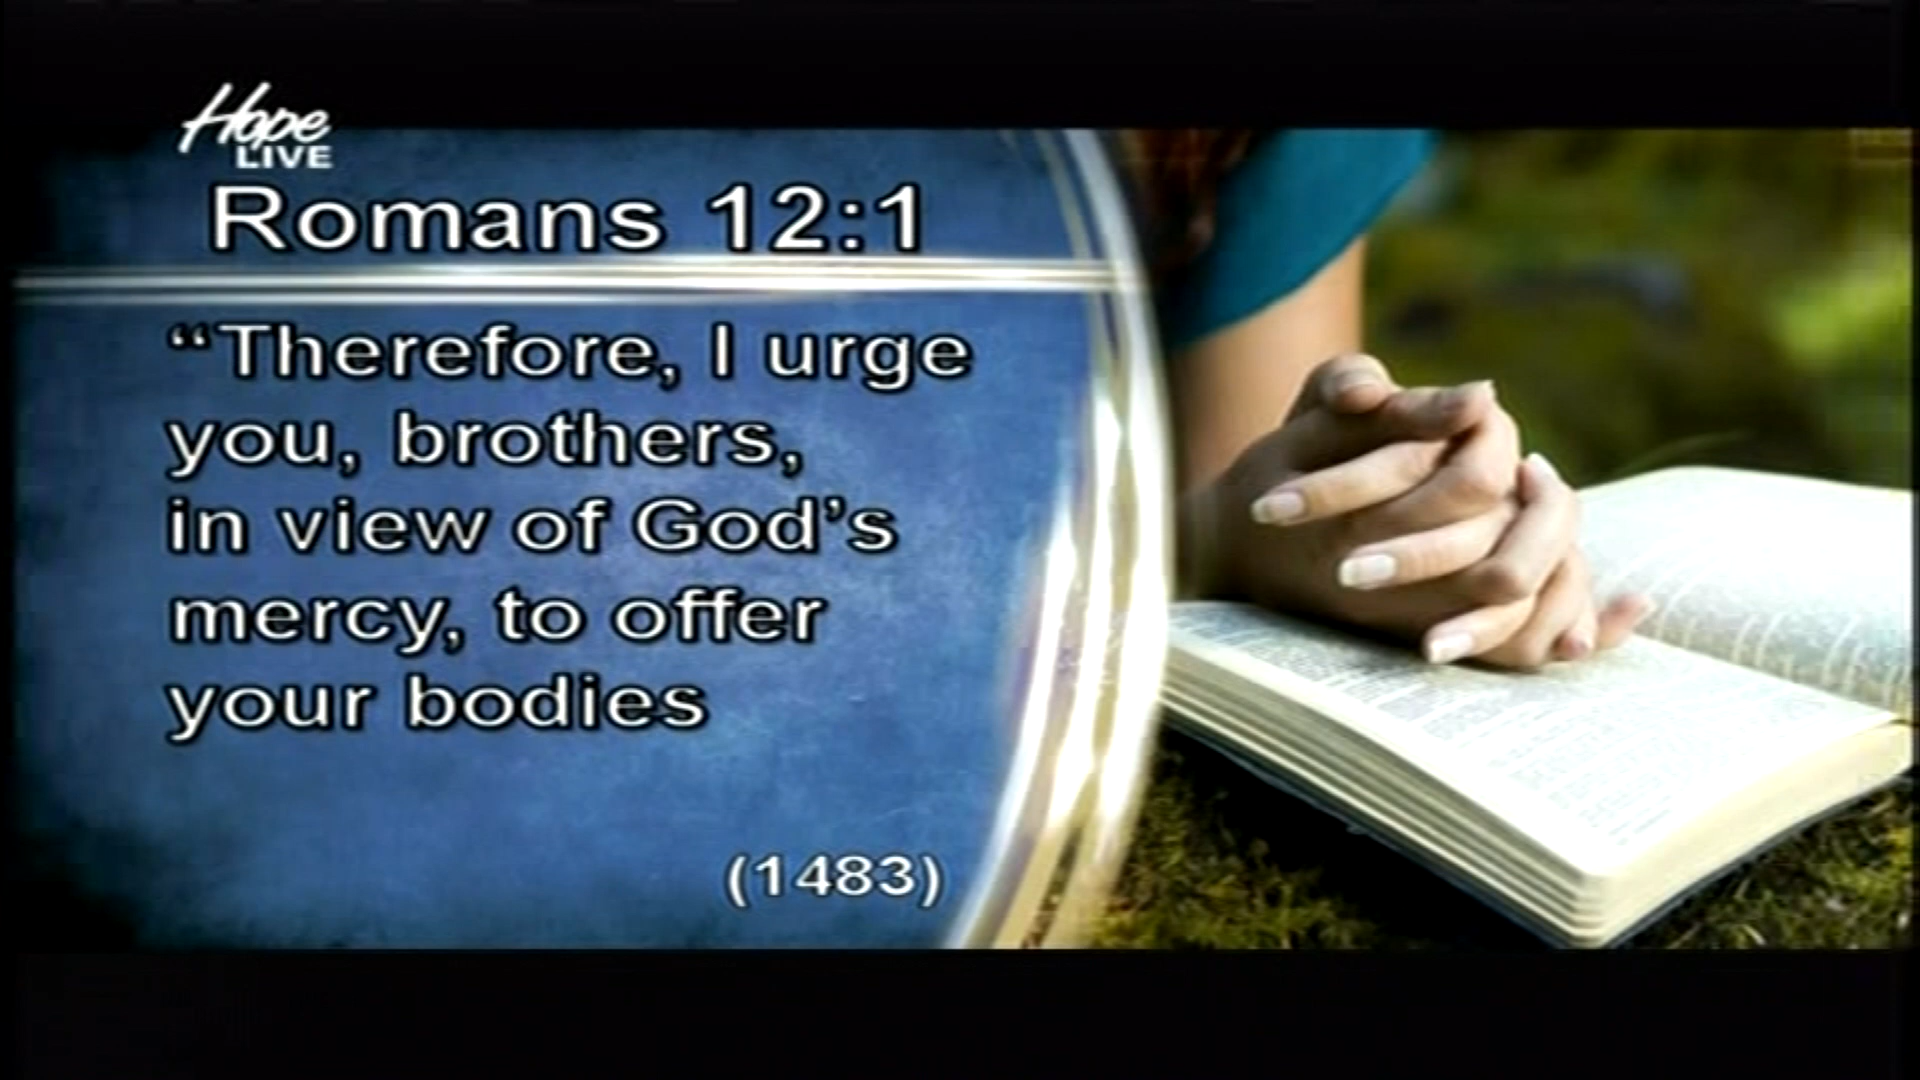 Hope
LIVE
Romans 12:1
“Therefore, I urge
you, brothers,
in view of God’s
mercy, to offer
your bodies
(1483)